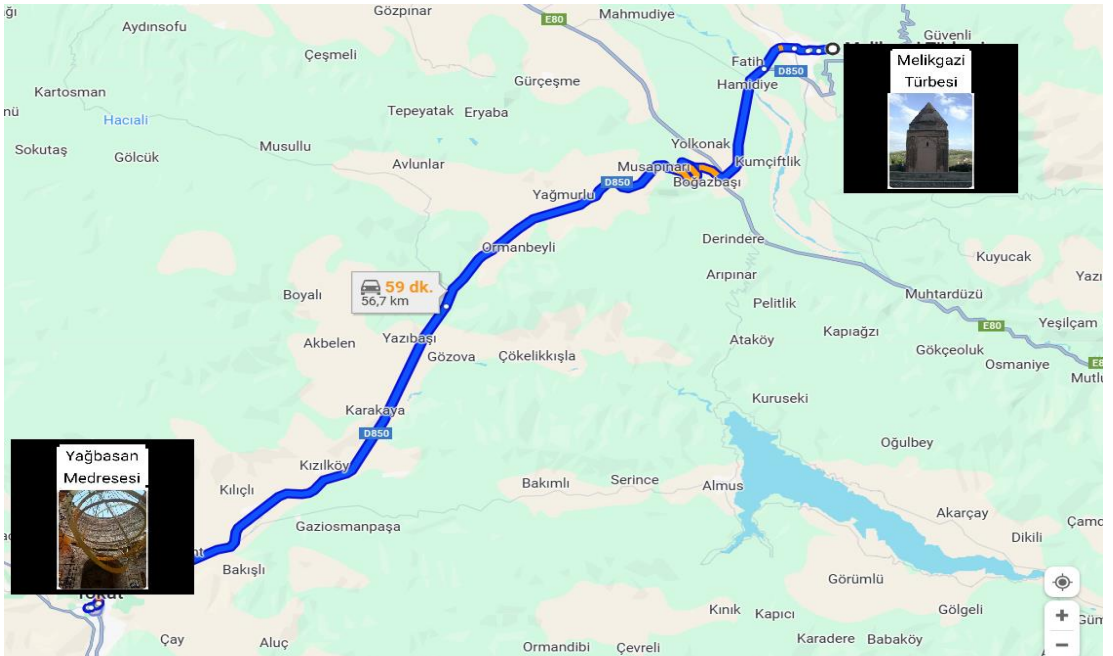 Gözpınar
E80
Mahmudiye
Aydınsofu
Güvenli
Çeşmeli
Fatih
D850
Melikgazi
Türbesi
Gürçeşme
Hamidiye
Kartosman
Hacıali
Tepeyatak
Eryaba
Sokutaş
Gölcük
Musullu
Yolkonak
Avlunlar
Musapınarı
Kumçiftlik
D850
Boğazbaşı
Yağmurlu
Ormanbeyli
Derindere
Kuyucak
Arıpınar
59 dk.
56,7 km
Boyalı
Pelitlik
Muhtardüzü
E80
Yeşilçam
Akbelen
Yazıbaşı
Gözova
Çökelikkışla
Ataköy
Kapıağzı
Gökçeoluk
Osmaniye
Kuruseki
Karakaya
D850
Oğulbey
Yağbasan
Medresesi
Kızılköy
Kılıçlı
Bakımlı
Serince
Almus
Gaziosmanpaşa
Akarçay
Dikili
Bakışlı
Görümlü
Tokat
Kınık
Kapıcı
Gölgeli
Çay
Aluç
Ormandibi
Çevreli
Karadere
Babaköy